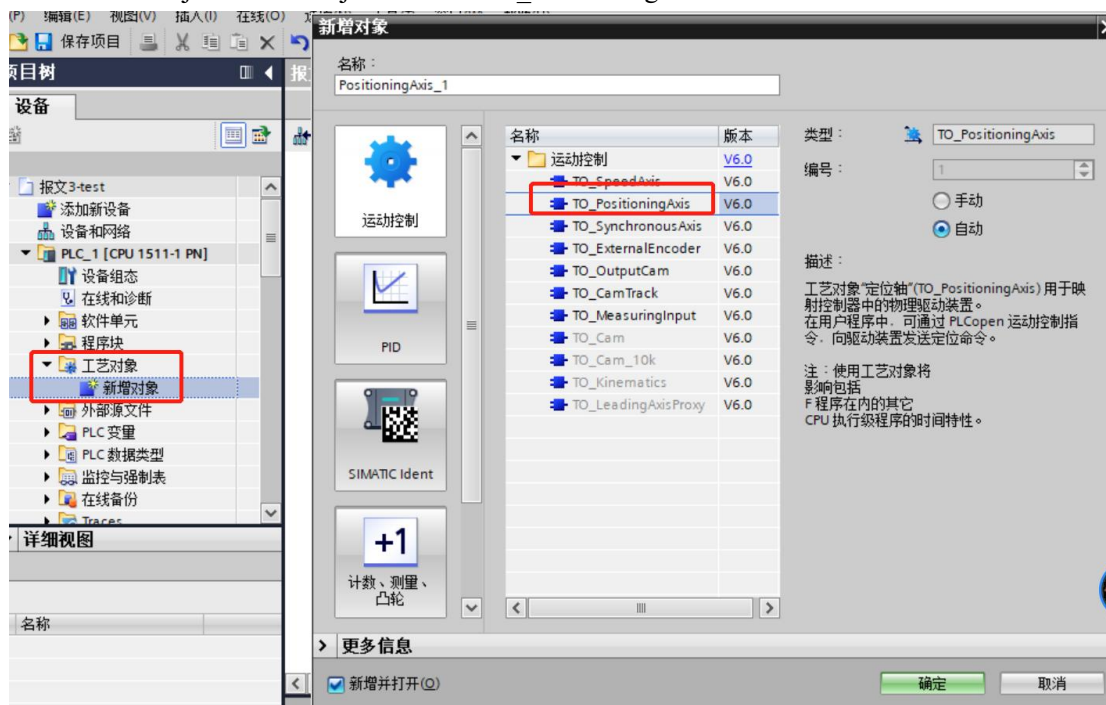 编辑(E) 视图(V) 插入(I) 在线(O)
保存项目
项目树
设备
报文3-test
添加新设备
设备和网络
PLC_1 [CPU 1511-1 PN]
设备组态
在线和诊断
软件单元
程序块
工艺对象
新增对象
外部源文件
PLC 变量
PLC 数据类型
监控与强制表
在线备份
Traces
详细视图
名称
新增对象
名称：
PositioningAxis_1
运动控制
PID
SIMATIC Ident
+1
计数、测量、
凸轮
名称 版本
运动控制 V6.0
TO_SpeedAxis V6.0
TO_PositioningAxis V6.0
TO_SynchronousAxis V6.0
TO_ExternalEncoder V6.0
TO_OutputCam V6.0
TO_CamTrack V6.0
TO_MeasuringInput V6.0
TO_Cam V6.0
TO_Cam_10k V6.0
TO_Kinematics V6.0
TO_LeadingAxisProxy V6.0
类型： TO_PositioningAxis
编号： 1
手动
自动
描述：
工艺对象“定位轴”(TO_PositioningAxis) 用于映
射控制器中的物理驱动装置。
在用户程序中，可通过 PLCopen 运动控制指
令，向驱动装置发送定位命令。
注：使用工艺对象将
影响包括
F 程序在内的其它
CPU 执行级程序的时间特性。
更多信息
新增并打开(O)
确定 取消